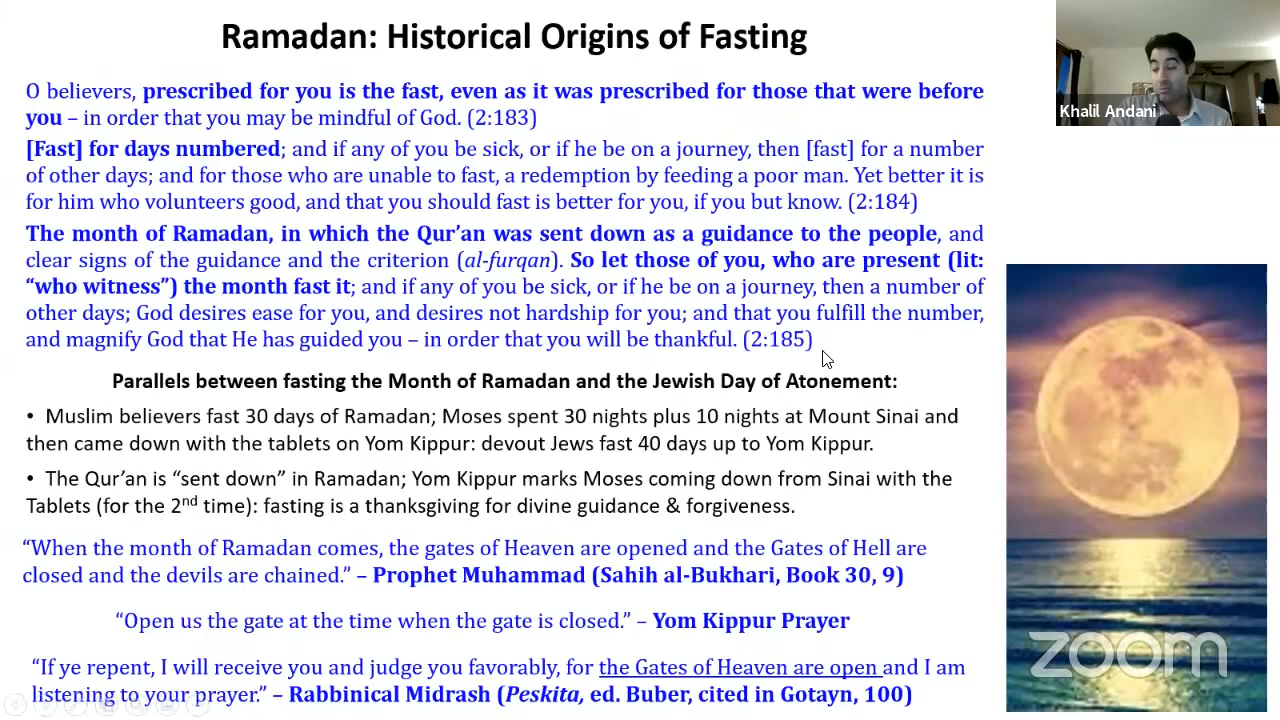 Ramadan: Historical Origins of Fasting
Khalil Andani
O believers, prescribed for you is the fast, even as it was prescribed for those that were before
you – in order that you may be mindful of God. (2:183)
[Fast] for days numbered; and if any of you be sick, or if he be on a journey, then [fast] for a number
of other days; and for those who are unable to fast, a redemption by feeding a poor man. Yet better it is
for him who volunteers good, and that you should fast is better for you, if you but know. (2:184)
The month of Ramadan, in which the Qur’an was sent down as a guidance to the people, and
clear signs of the guidance and the criterion (al-furqan). So let those of you, who are present (lit:
“who witness”) the month fast it; and if any of you be sick, or if he be on a journey, then a number of
other days; God desires ease for you, and desires not hardship for you; and that you fulfill the number,
and magnify God that He has guided you – in order that you will be thankful. (2:185)
Parallels between fasting the Month of Ramadan and the Jewish Day of Atonement:
• Muslim believers fast 30 days of Ramadan; Moses spent 30 nights plus 10 nights at Mount Sinai and
then came down with the tablets on Yom Kippur: devout Jews fast 40 days up to Yom Kippur.
• The Qur’an is “sent down” in Ramadan; Yom Kippur marks Moses coming down from Sinai with the
Tablets (for the 2nd time): fasting is a thanksgiving for divine guidance & forgiveness.
“When the month of Ramadan comes, the gates of Heaven are opened and the Gates of Hell are
closed and the devils are chained.” – Prophet Muhammad (Sahih al-Bukhari, Book 30, 9)
“Open us the gate at the time when the gate is closed.” – Yom Kippur Prayer
“If ye repent, I will receive you and judge you favorably, for the Gates of Heaven are open and I am
listening to your prayer.” – Rabbinical Midrash (Peskita, ed. Buber, cited in Gotayn, 100)
zoom